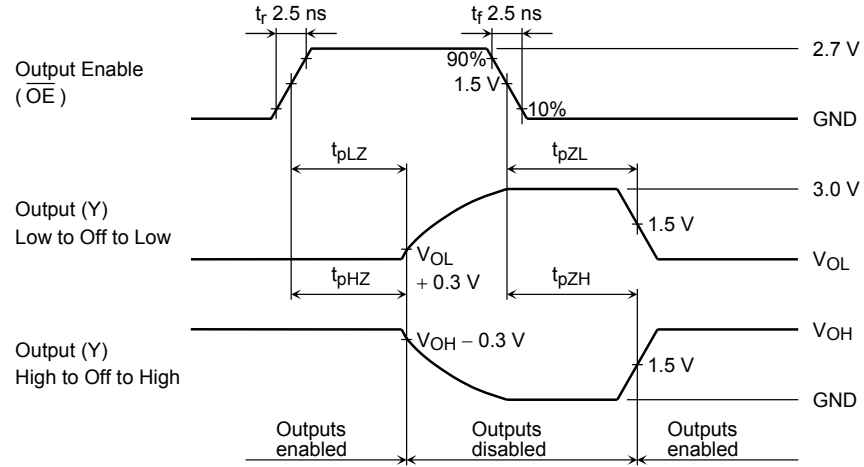 tr 2.5 ns
tf 2.5 ns
Output Enable
( OE )
90%
1.5 V
10%
2.7 V
GND
tpLZ
tpZL
Output (Y)
Low to Off to Low
3.0 V
1.5 V
VOL
+ 0.3 V
VOL
tpHZ
tpZH
Output (Y)
High to Off to High
VOH − 0.3 V
VOH
1.5 V
GND
Outputs
enabled
Outputs
disabled
Outputs
enabled